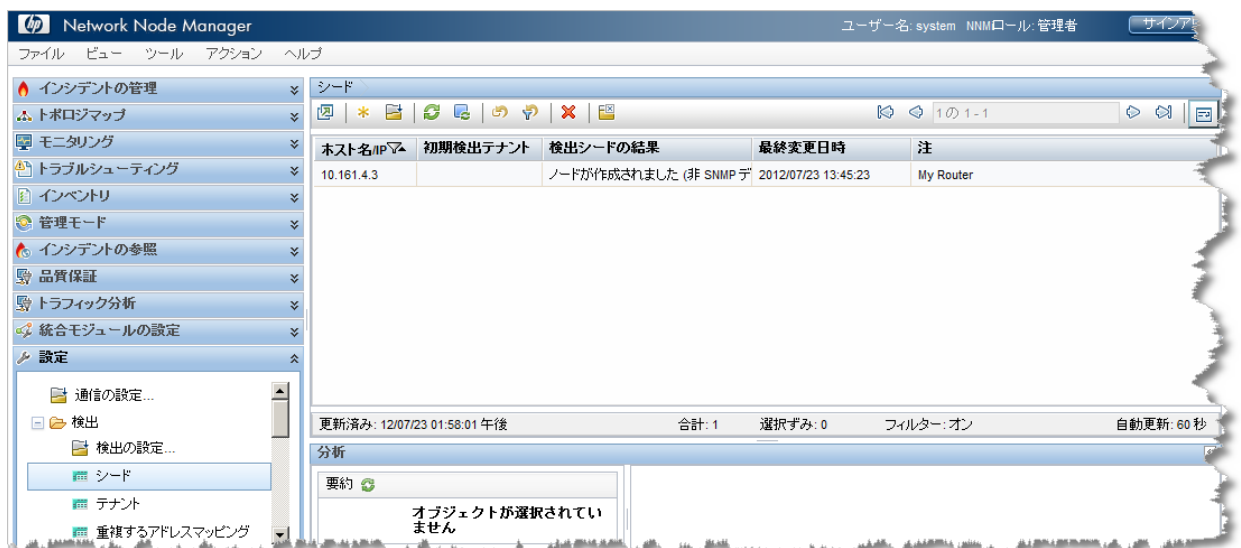 hp Network Node Manager
ユーザー名: system NNMロール: 管理者
ファイル ビュー ツール アクション ヘルプ
インシデントの管理
トポロジマップ
モニタリング
トラブルシューティング
インベントリ
管理モード
インシデントの参照
品質保証
トラフィック分析
統合モジュールの設定
設定
通信の設定...
検出
検出の設定...
シード
テナント
重複するアドレスマッピング
シード
1の 1 - 1
ホスト名/IP 初期検出テナント 検出シードの結果 最終変更日時 注
10.161.4.3 ノードが作成されました (非 SNMP デ 2012/07/23 13:45:23 My Router
更新済み: 12/07/23 01:58:01 午後 合計: 1 選択ずみ: 0 フィルター: オン 自動更新: 60 秒
分析
要約
オブジェクトが選択されてい
ません